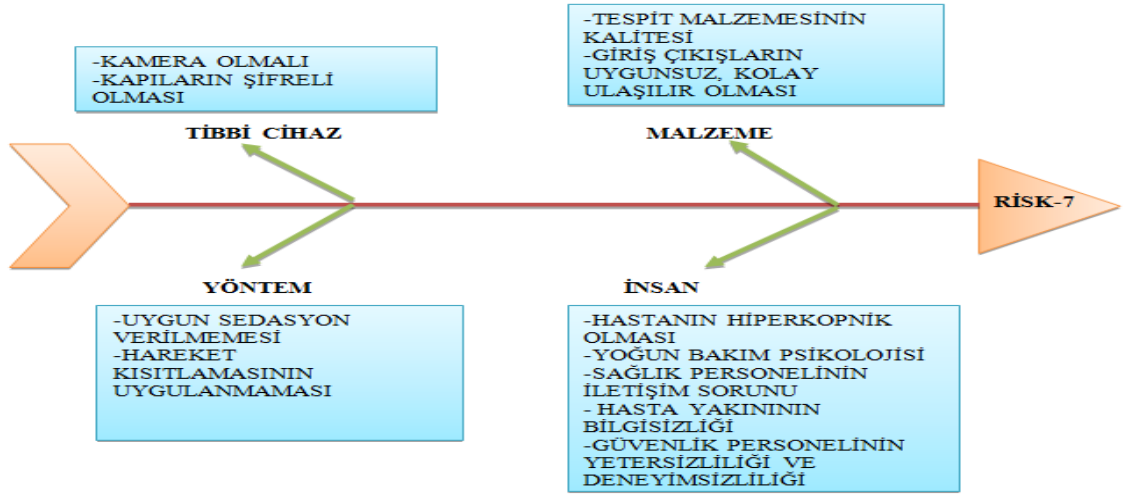 -KAMERA OLMALI
-KAPILARIN ŞİFRELİ
OLMASI
TİBBİ CİHAZ
-TESPİT MALZEMESİNİN
KALİTESİ
-GİRİŞ ÇIKIŞLARIN
UYGUNSUZ, KOLAY
ULAŞILIR OLMASI
MALZEME
RİSK-7
YÖNTEM
-UYGUN SEDASYON
VERİLMEMESİ
-HAREKET
KISITLAMASININ
UYGULANMAMASI
İNSAN
-HASTANIN HİPERKOPNİK
OLMASI
-YOĞUN BAKIM PSİKOLOJİSİ
-SAĞLIK PERSONELİNİN
İLETİŞİM SORUNU
- HASTA YAKINININ
BİLGİSİZLİĞİ
-GÜVENLİK PERSONELİNİN
YETERSİZLİLİĞİ VE
DENEYİMSİZLİLİĞİ